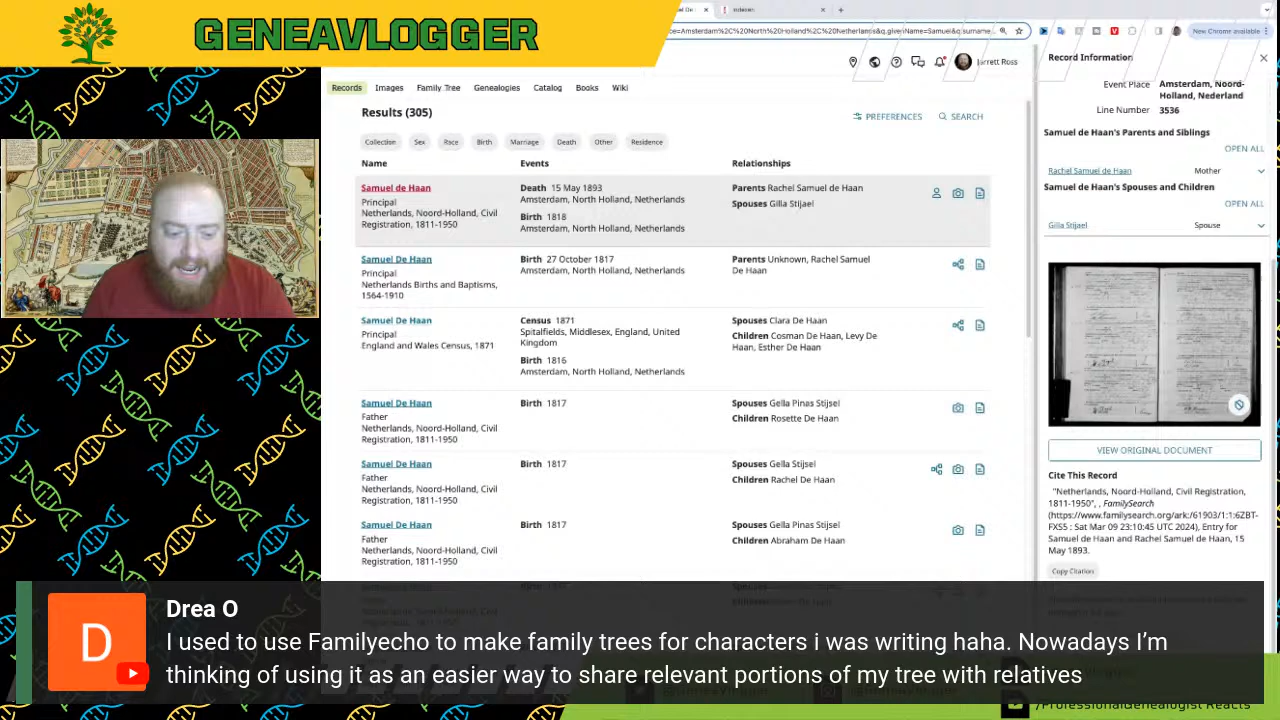 GENEAVLOGGER
New Chrome available
Jarrett Ross
Records
Images
Family Tree
Genealogies
Catalog
Books
Wiki
Results (305)
PREFERENCES
SEARCH
Collection
Sex
Race
Birth
Marriage
Death
Other
Residence
Name
Events
Relationships
Samuel de Haan
Principal
Netherlands, Noord-Holland, Civil
Registration, 1811-1950
Death 15 May 1893
Amsterdam, North Holland, Netherlands
Birth 1818
Amsterdam, North Holland, Netherlands
Parents Rachel Samuel de Haan
Spouses Gilla Stijael
Samuel De Haan
Principal
Netherlands Births and Baptisms,
1564-1910
Birth 27 October 1817
Amsterdam, North Holland, Netherlands
Parents Unknown, Rachel Samuel
De Haan
Samuel De Haan
Principal
England and Wales Census, 1871
Census 1871
Spitalfields, Middlesex, England, United
Kingdom
Birth 1816
Amsterdam, North Holland, Netherlands
Spouses Clara De Haan
Children Cosman De Haan, Levy De
Haan, Esther De Haan
Samuel De Haan
Father
Netherlands, Noord-Holland, Civil
Registration, 1811-1950
Birth 1817
Spouses Gella Pinas Stijsel
Children Rosette De Haan
Samuel De Haan
Father
Netherlands, Noord-Holland, Civil
Registration, 1811-1950
Birth 1817
Spouses Gella Stijsel
Children Rachel De Haan
Samuel De Haan
Father
Netherlands, Noord-Holland, Civil
Registration, 1811-1950
Birth 1817
Spouses Gella Pinas Stijsel
Children Abraham De Haan
Record Information
Event Place
Amsterdam, Noord-
Holland, Nederland
Line Number
3536
Samuel de Haan's Parents and Siblings
OPEN ALL
Rachel Samuel de Haan
Mother
Samuel de Haan's Spouses and Children
OPEN ALL
Gilla Stijael
Spouse
VIEW ORIGINAL DOCUMENT
Cite This Record
"Netherlands, Noord-Holland, Civil Registration,
1811-1950", , FamilySearch
(https://www.familysearch.org/ark:/61903/1:1:6ZBT-
FXS5 : Sat Mar 09 23:10:45 UTC 2024), Entry for
Samuel de Haan and Rachel Samuel de Haan, 15
May 1893.
Copy Citation
D
Drea O
I used to use Familyecho to make family trees for characters i was writing haha. Nowadays I’m
thinking of using it as an easier way to share relevant portions of my tree with relatives
/ProfessionalGenealogist Reacts